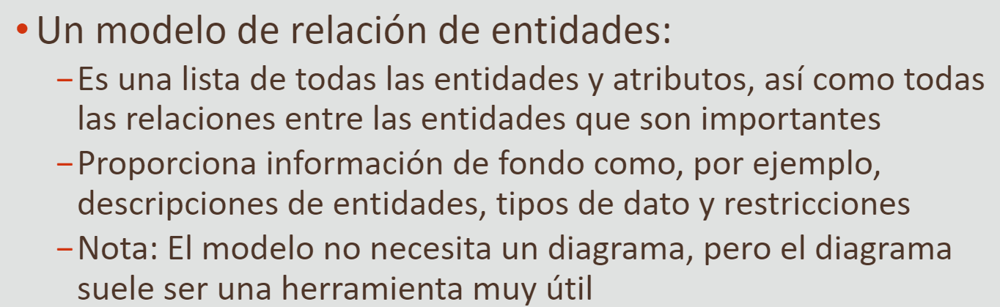 • Un modelo de relación de entidades:
–Es una lista de todas las entidades y atributos, así como todas
las relaciones entre las entidades que son importantes
–Proporciona información de fondo como, por ejemplo,
descripciones de entidades, tipos de dato y restricciones
–Nota: El modelo no necesita un diagrama, pero el diagrama
suele ser una herramienta muy útil